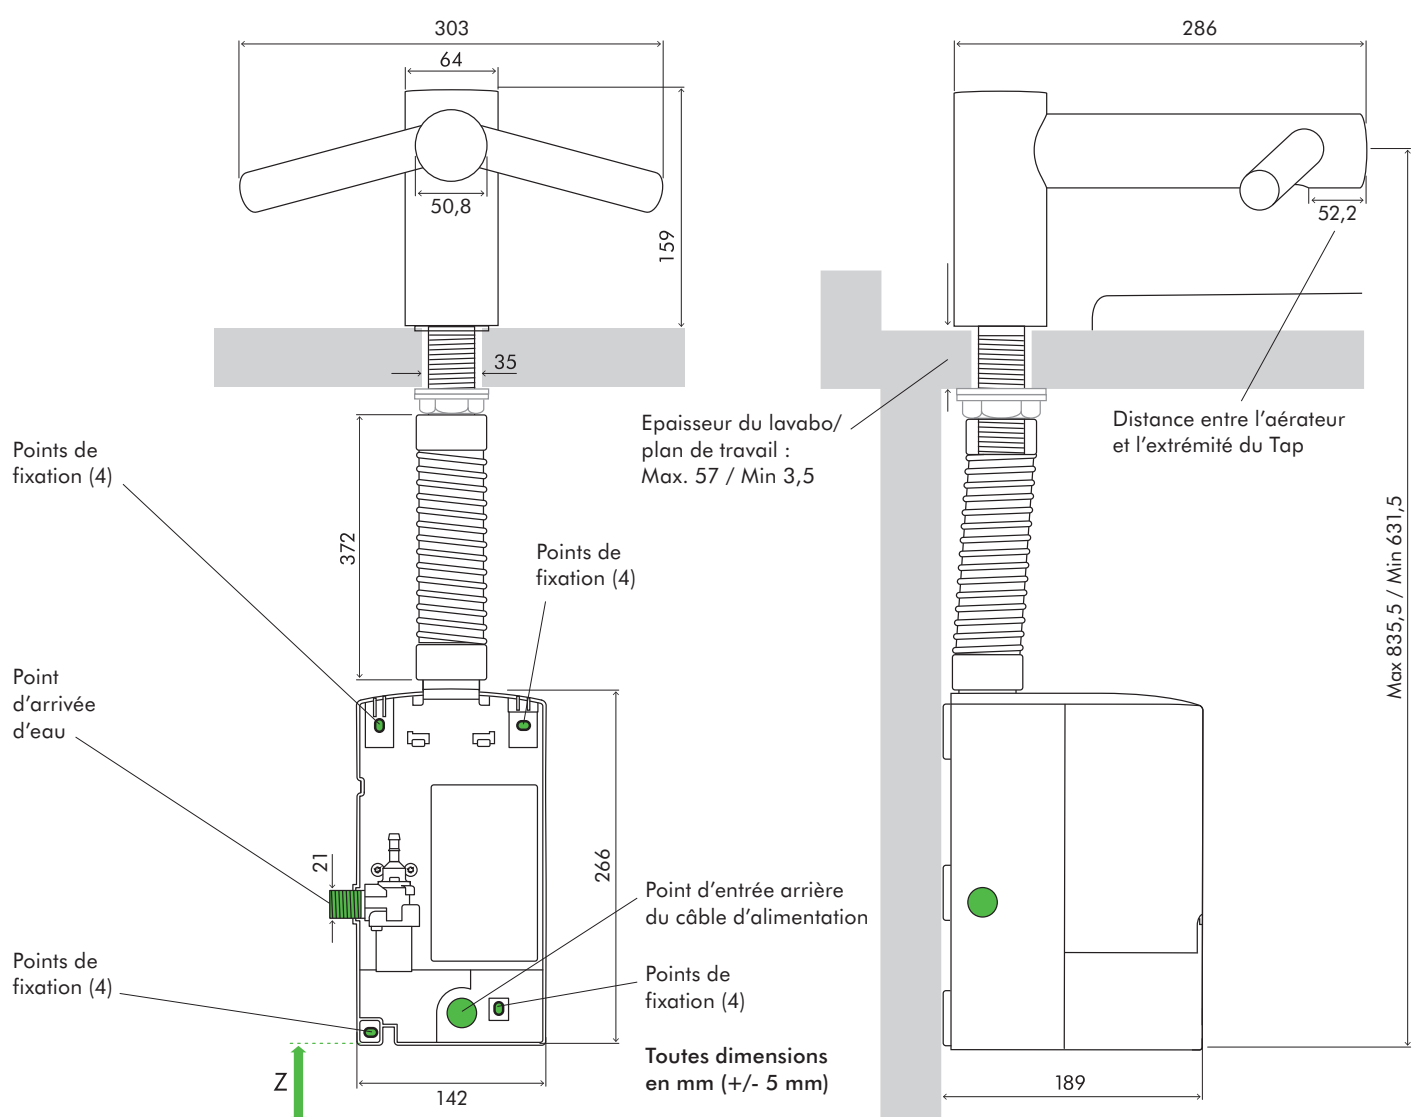 303
64
286
50,8
159
52,2
35
Epaisseur du lavabo/
plan de travail :
Max. 57 / Min 3,5
Distance entre l’aérateur
et l’extrémité du Tap
Points de
fixation (4)
372
Points de
fixation (4)
Max 835,5 / Min 631,5
Point
d’arrivée
d’eau
21
266
Point d’entrée arrière
du câble d’alimentation
Points de
fixation (4)
Points de
fixation (4)
Toutes dimensions
en mm (+/- 5 mm)
Z
142
189